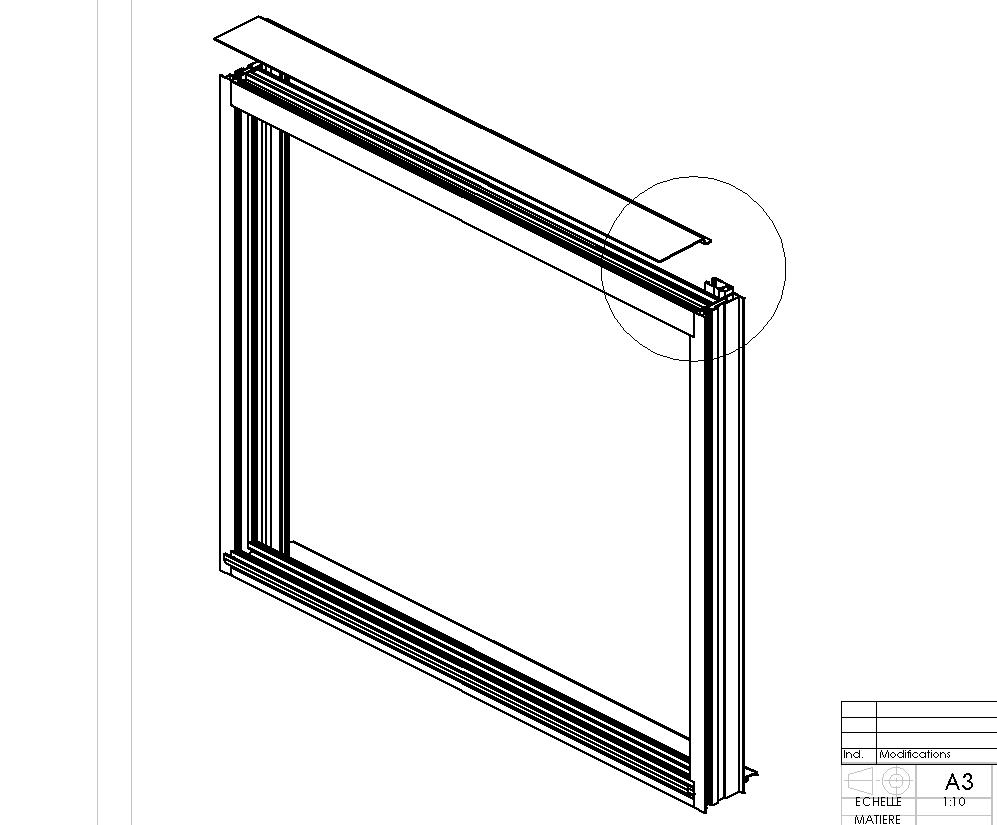 Ind. Modifications
A3
ECHELLE 1:10
MATIERE